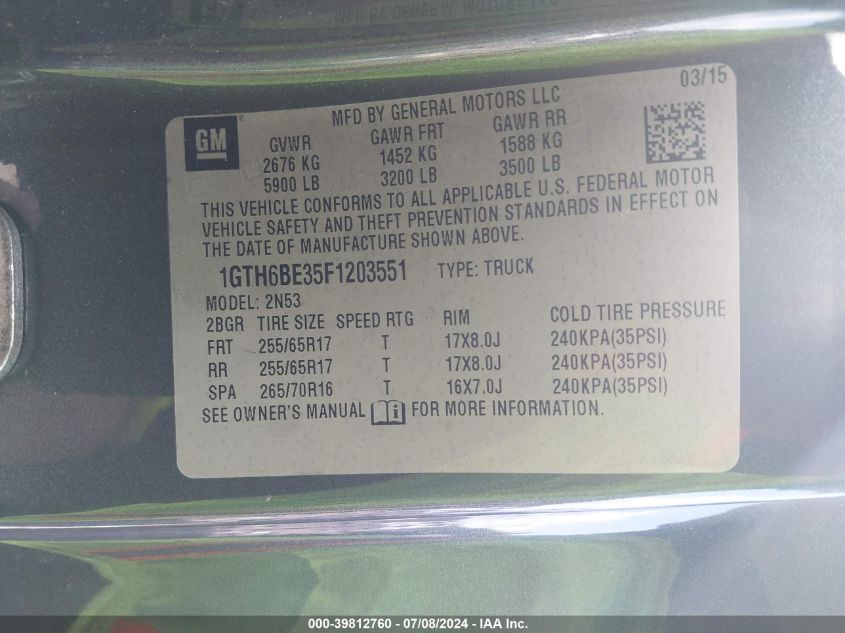 MFD BY GENERAL MOTORS LLC
03/15
GM
GVWR GAWR FRT GAWR RR
2676 KG 1452 KG 1588 KG
5900 LB 3200 LB 3500 LB
THIS VEHICLE CONFORMS TO ALL APPLICABLE U.S. FEDERAL MOTOR
VEHICLE SAFETY AND THEFT PREVENTION STANDARDS IN EFFECT ON
THE DATE OF MANUFACTURE SHOWN ABOVE.
1GTH6BE35F1203551 TYPE: TRUCK
MODEL: 2N53
2BGR TIRE SIZE SPEED RTG RIM COLD TIRE PRESSURE
FRT 255/65R17 T 17X8.0J 240KPA(35PSI)
RR 255/65R17 T 17X8.0J 240KPA(35PSI)
SPA 265/70R16 T 16X7.0J 240KPA(35PSI)
SEE OWNER'S MANUAL FOR MORE INFORMATION.
000-39812760 - 07/08/2024 - IAA Inc.